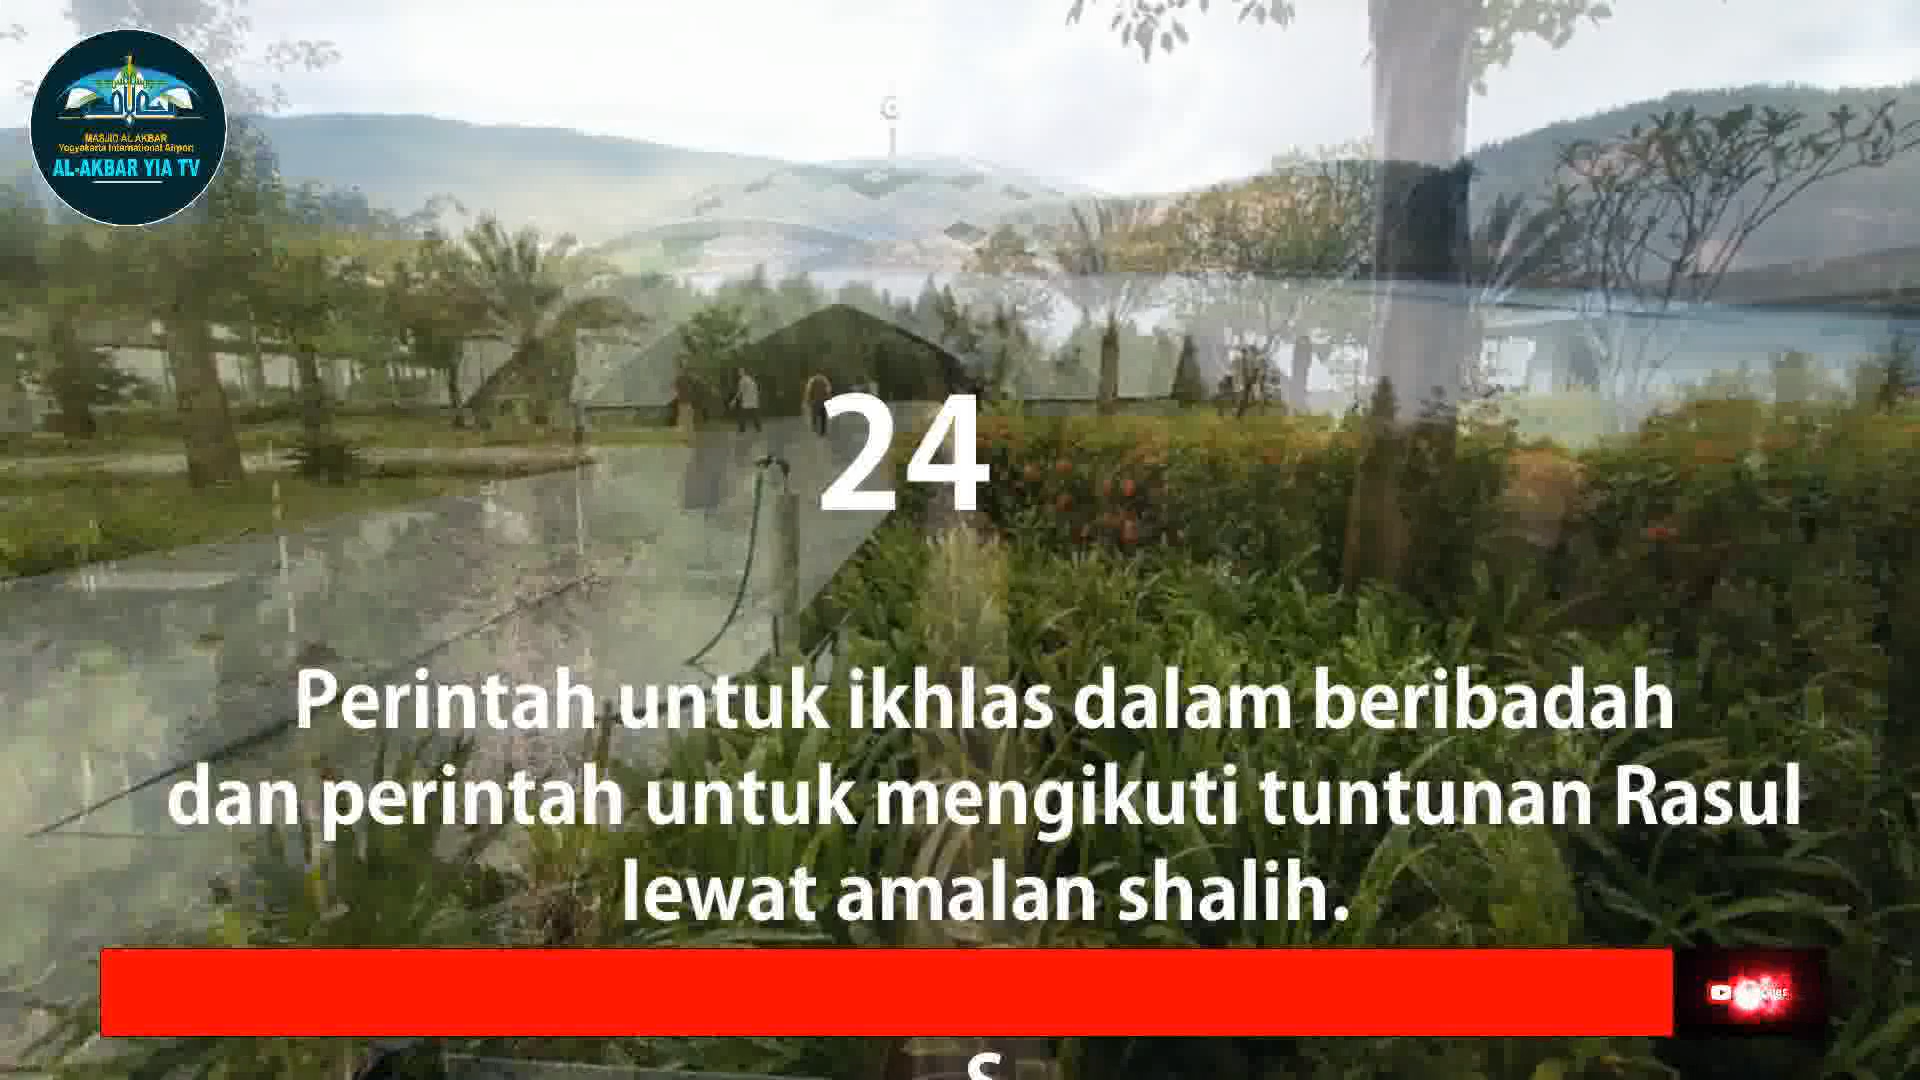 MASJID AL AKBAR
Yogyakarta International Airport
AL-AKBAR YIA TV
24
Perintah untuk ikhlas dalam beribadah
dan perintah untuk mengikuti tuntunan Rasul
lewat amalan shalih.